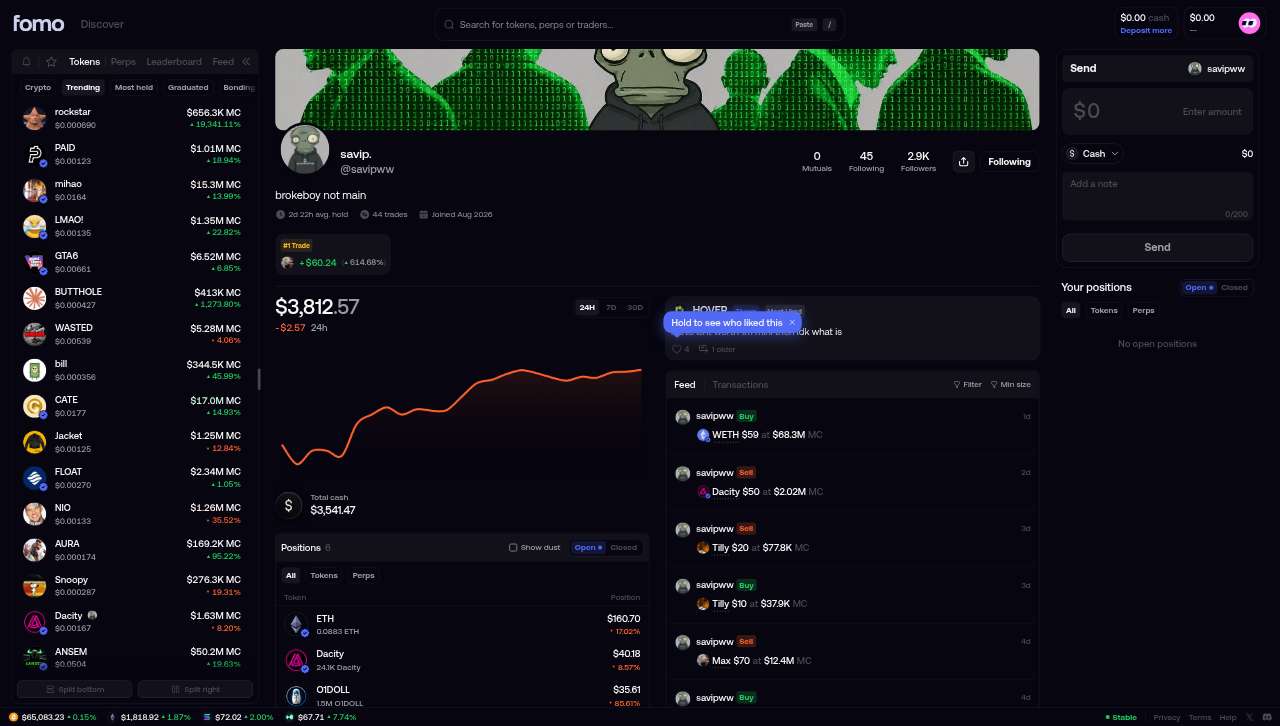 fomo Discover
Search for tokens, perps or traders...
Paste /
$0.00 cash
Deposit more
$0.00
—
Tokens Perps Leaderboard Feed
Crypto Trending Most held Graduated Bonding
rockstar $656.3K MC
$0.000690 19,341.11%
PAID $1.01M MC
$0.00123 18.94%
mihao $15.3M MC
$0.0164 13.99%
LMAO! $1.35M MC
$0.00135 22.82%
GTA6 $6.52M MC
$0.00661 6.85%
BUTTHOLE $413K MC
$0.000427 1,273.80%
WASTED $5.28M MC
$0.00539 4.06%
bill $344.5K MC
$0.000356 45.99%
CATE $17.0M MC
$0.0177 14.93%
Jacket $1.25M MC
$0.00125 12.84%
FLOAT $2.34M MC
$0.00270 1.05%
NIO $1.26M MC
$0.00133 35.52%
AURA $169.2K MC
$0.000174 95.22%
Snoopy $276.3K MC
$0.000287 19.31%
Dacity $1.63M MC
$0.00167 8.20%
ANSEM $50.2M MC
$0.0504 19.63%
Split bottom Split right
savip.
@savipww
0 Mutuals
45 Following
2.9K Followers
Following
brokeboy not main
2d 22h avg. hold 44 trades Joined Aug 2026
#1 Trade
+$60.24 614.68%
$3,812.57
24H 7D 30D
-$2.57 24h
Total cash
$3,541.47
Positions 6
Show dust Open Closed
All Tokens Perps
Token Position
ETH $160.70
0.0883 ETH 17.02%
Dacity $40.18
24.1K Dacity 8.57%
O1DOLL $35.61
1.5M O1DOLL 85.61%
HOVER
Hold to see who liked this ×
idk what is
4 1 older
Feed Transactions
Filter Min size
savipww Buy 1d
WETH $59 at $68.3M MC
savipww Sell 2d
Dacity $50 at $2.02M MC
savipww Sell 3d
Tilly $20 at $77.8K MC
savipww Buy 3d
Tilly $10 at $37.9K MC
savipww Sell 4d
Max $70 at $12.4M MC
savipww Buy 4d
Send savipww
$0 Enter amount
$ Cash $0
Add a note
0/200
Send
Your positions Open Closed
All Tokens Perps
No open positions
$65,083.23 0.15% $1,818.92 1.87% $72.02 2.00% $67.71 7.74%
Stable Privacy Terms Help